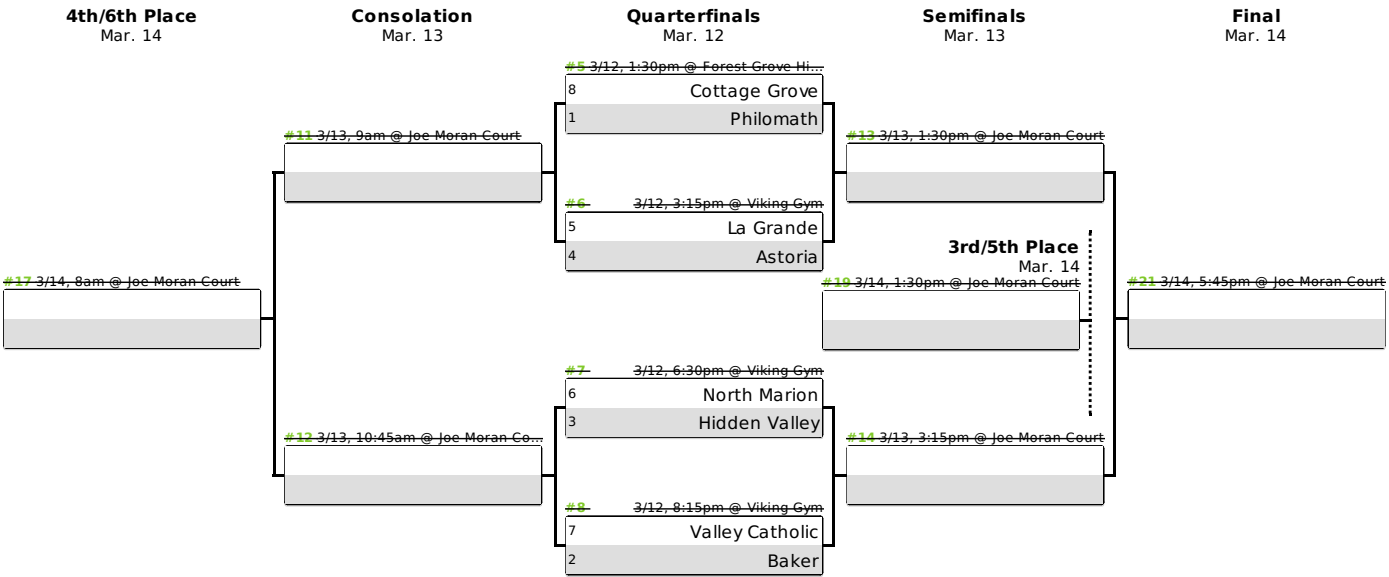 4th/6th Place
Mar. 14
Consolation
Mar. 13
Quarterfinals
Mar. 12
Semifinals
Mar. 13
Final
Mar. 14
#17 3/14, 8am @ Joe Moran Court
#11 3/13, 9am @ Joe Moran Court
#12 3/13, 10:45am @ Joe Moran Co...
#5 3/12, 1:30pm @ Forest Grove Hi...
8 Cottage Grove
1 Philomath
#6 3/12, 3:15pm @ Viking Gym
5 La Grande
4 Astoria
#7 3/12, 6:30pm @ Viking Gym
6 North Marion
3 Hidden Valley
#8 3/12, 8:15pm @ Viking Gym
7 Valley Catholic
2 Baker
#13 3/13, 1:30pm @ Joe Moran Court
3rd/5th Place
Mar. 14
#19 3/14, 1:30pm @ Joe Moran Court
#14 3/13, 3:15pm @ Joe Moran Court
#21 3/14, 5:45pm @ Joe Moran Court